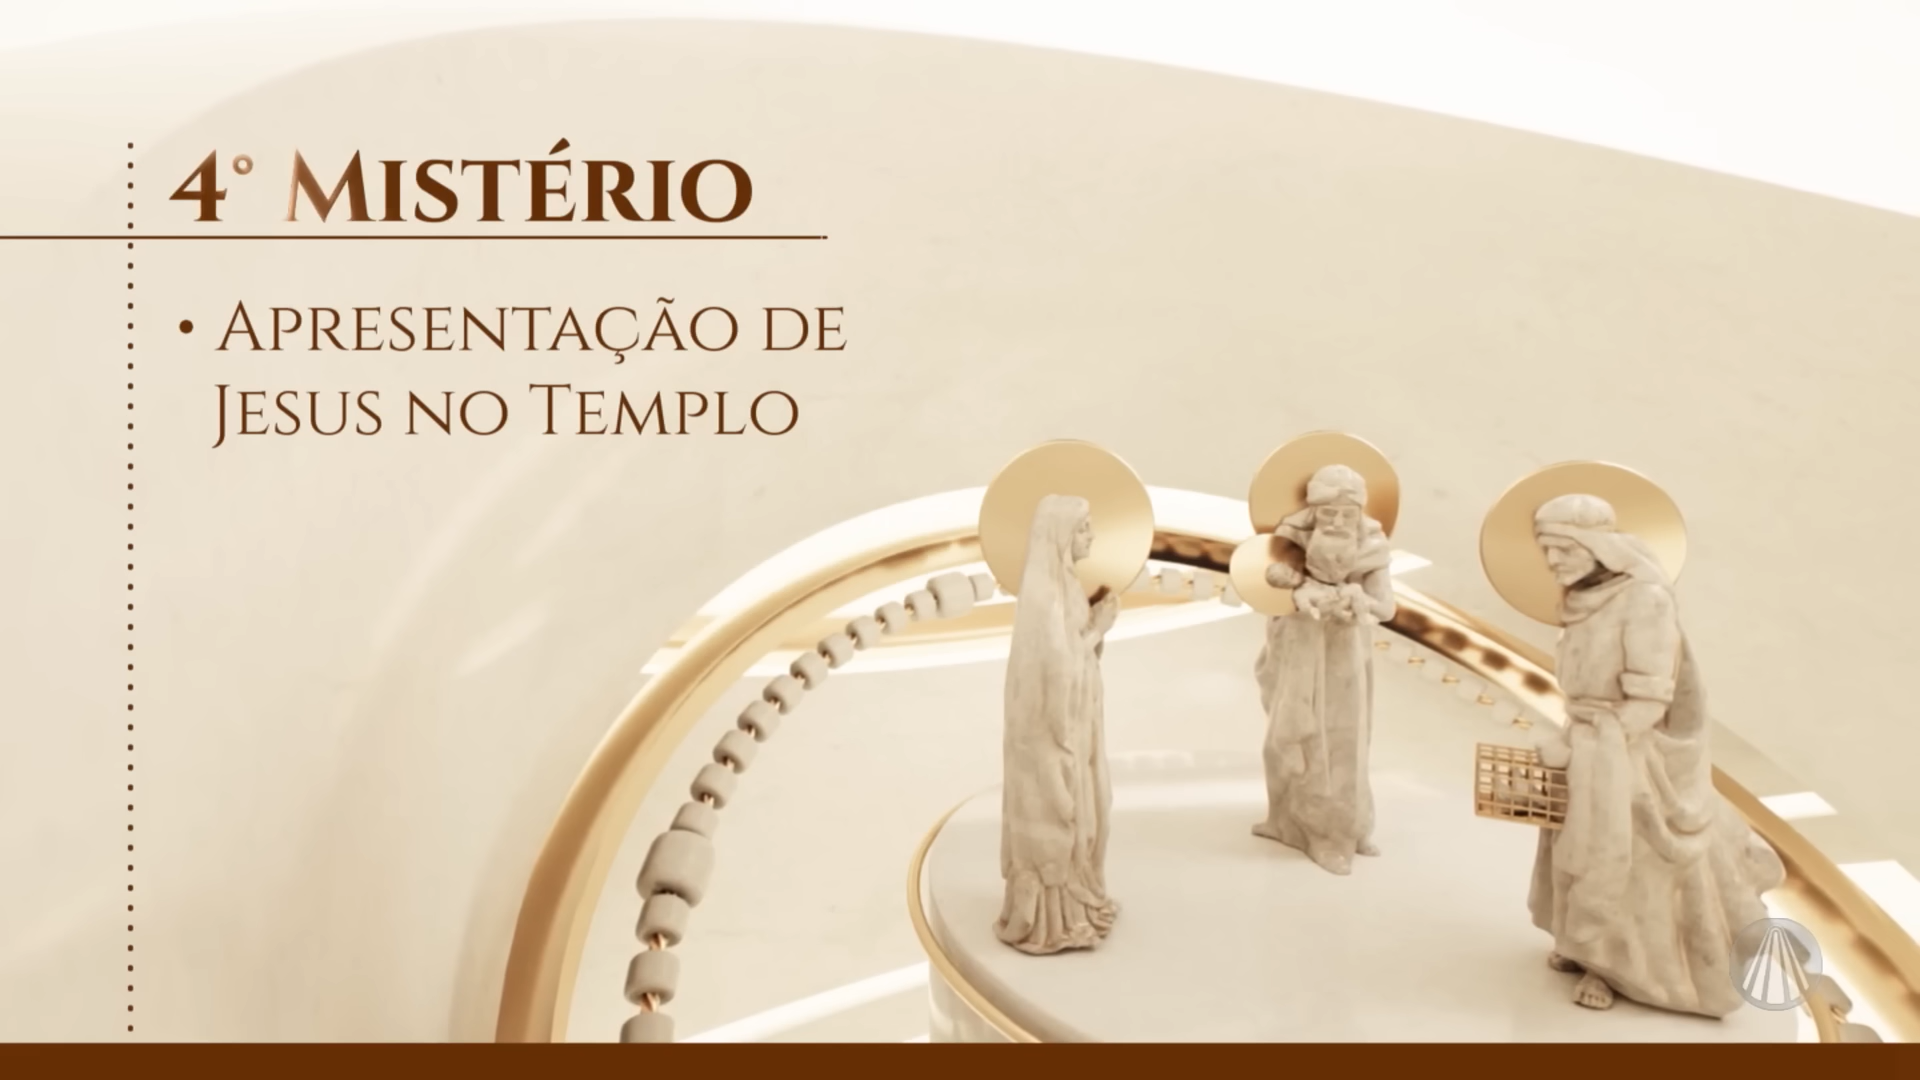 4° Mistério
• Apresentação de
Jesus no Templo